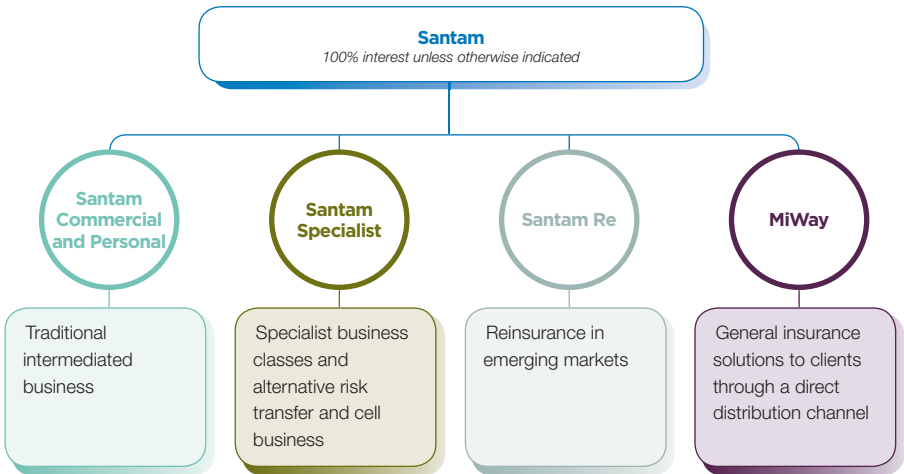 Santam
100% interest unless otherwise indicated
Santam
Commercial
and Personal
Santam
Specialist
Santam Re
MiWay
Traditional
intermediated
business
Specialist business
classes and
alternative risk
transfer and cell
business
Reinsurance in
emerging markets
General insurance
solutions to clients
through a direct
distribution channel